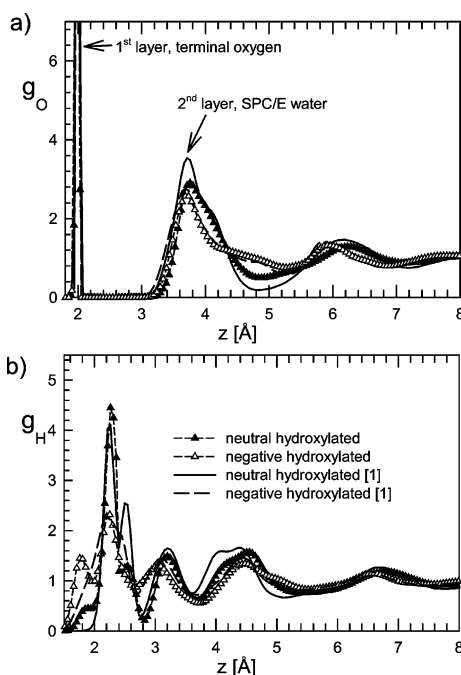 a)
1st layer, terminal oxygen
gO
2nd layer, SPC/E water
6
4
2
0
2 3 4 5 6 7 8
z [Å]
b)
5
gH
neutral hydroxylated
negative hydroxylated
neutral hydroxylated [1]
negative hydroxylated [1]
4
3
2
1
0
2 3 4 5 6 7 8
z [Å]